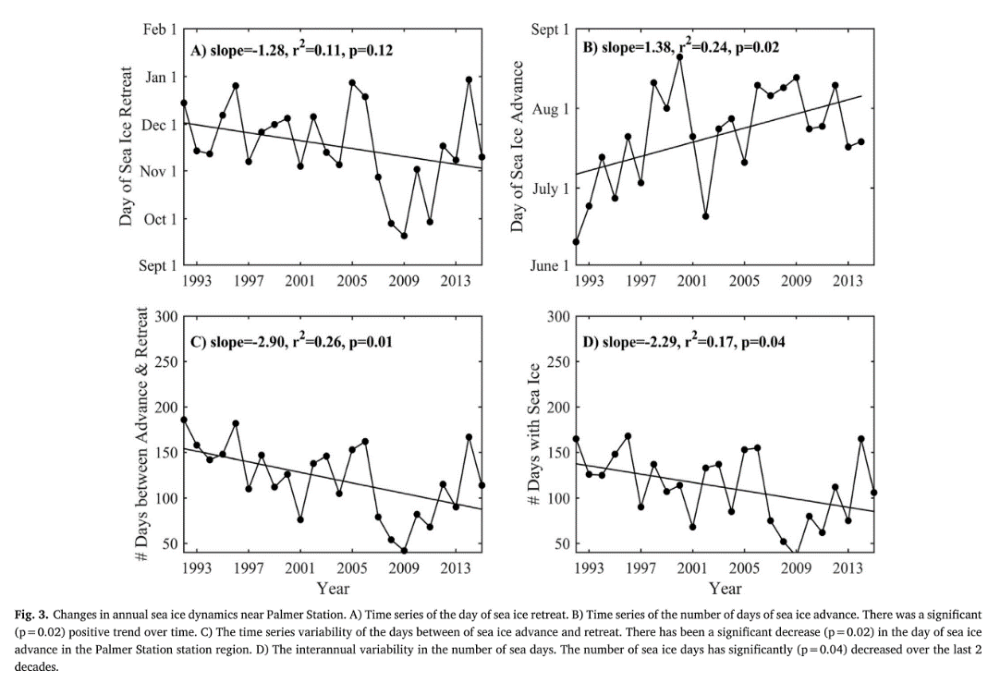 A) slope=-1.28, r²=0.11, p=0.12
Day of Sea Ice Retreat
Feb 1
Jan 1
Dec 1
Nov 1
Oct 1
Sept 1
1993 1997 2001 2005 2009 2013
B) slope=1.38, r²=0.24, p=0.02
Day of Sea Ice Advance
Sept 1
Aug 1
July 1
June 1
1993 1997 2001 2005 2009 2013
C) slope=-2.90, r²=0.26, p=0.01
# Days between Advance & Retreat
300
250
200
150
100
50
1993 1997 2001 2005 2009 2013
Year
D) slope=-2.29, r²=0.17, p=0.04
# Days with Sea Ice
300
250
200
150
100
50
1993 1997 2001 2005 2009 2013
Year
Fig. 3. Changes in annual sea ice dynamics near Palmer Station. A) Time series of the day of sea ice retreat. B) Time series of the number of days of sea ice advance. There was a significant
(p=0.02) positive trend over time. C) The time series variability of the days between of sea ice advance and retreat. There has been a significant decrease (p=0.02) in the day of sea ice
advance in the Palmer Station station region. D) The interannual variability in the number of sea days. The number of sea ice days has significantly (p=0.04) decreased over the last 2
decades.